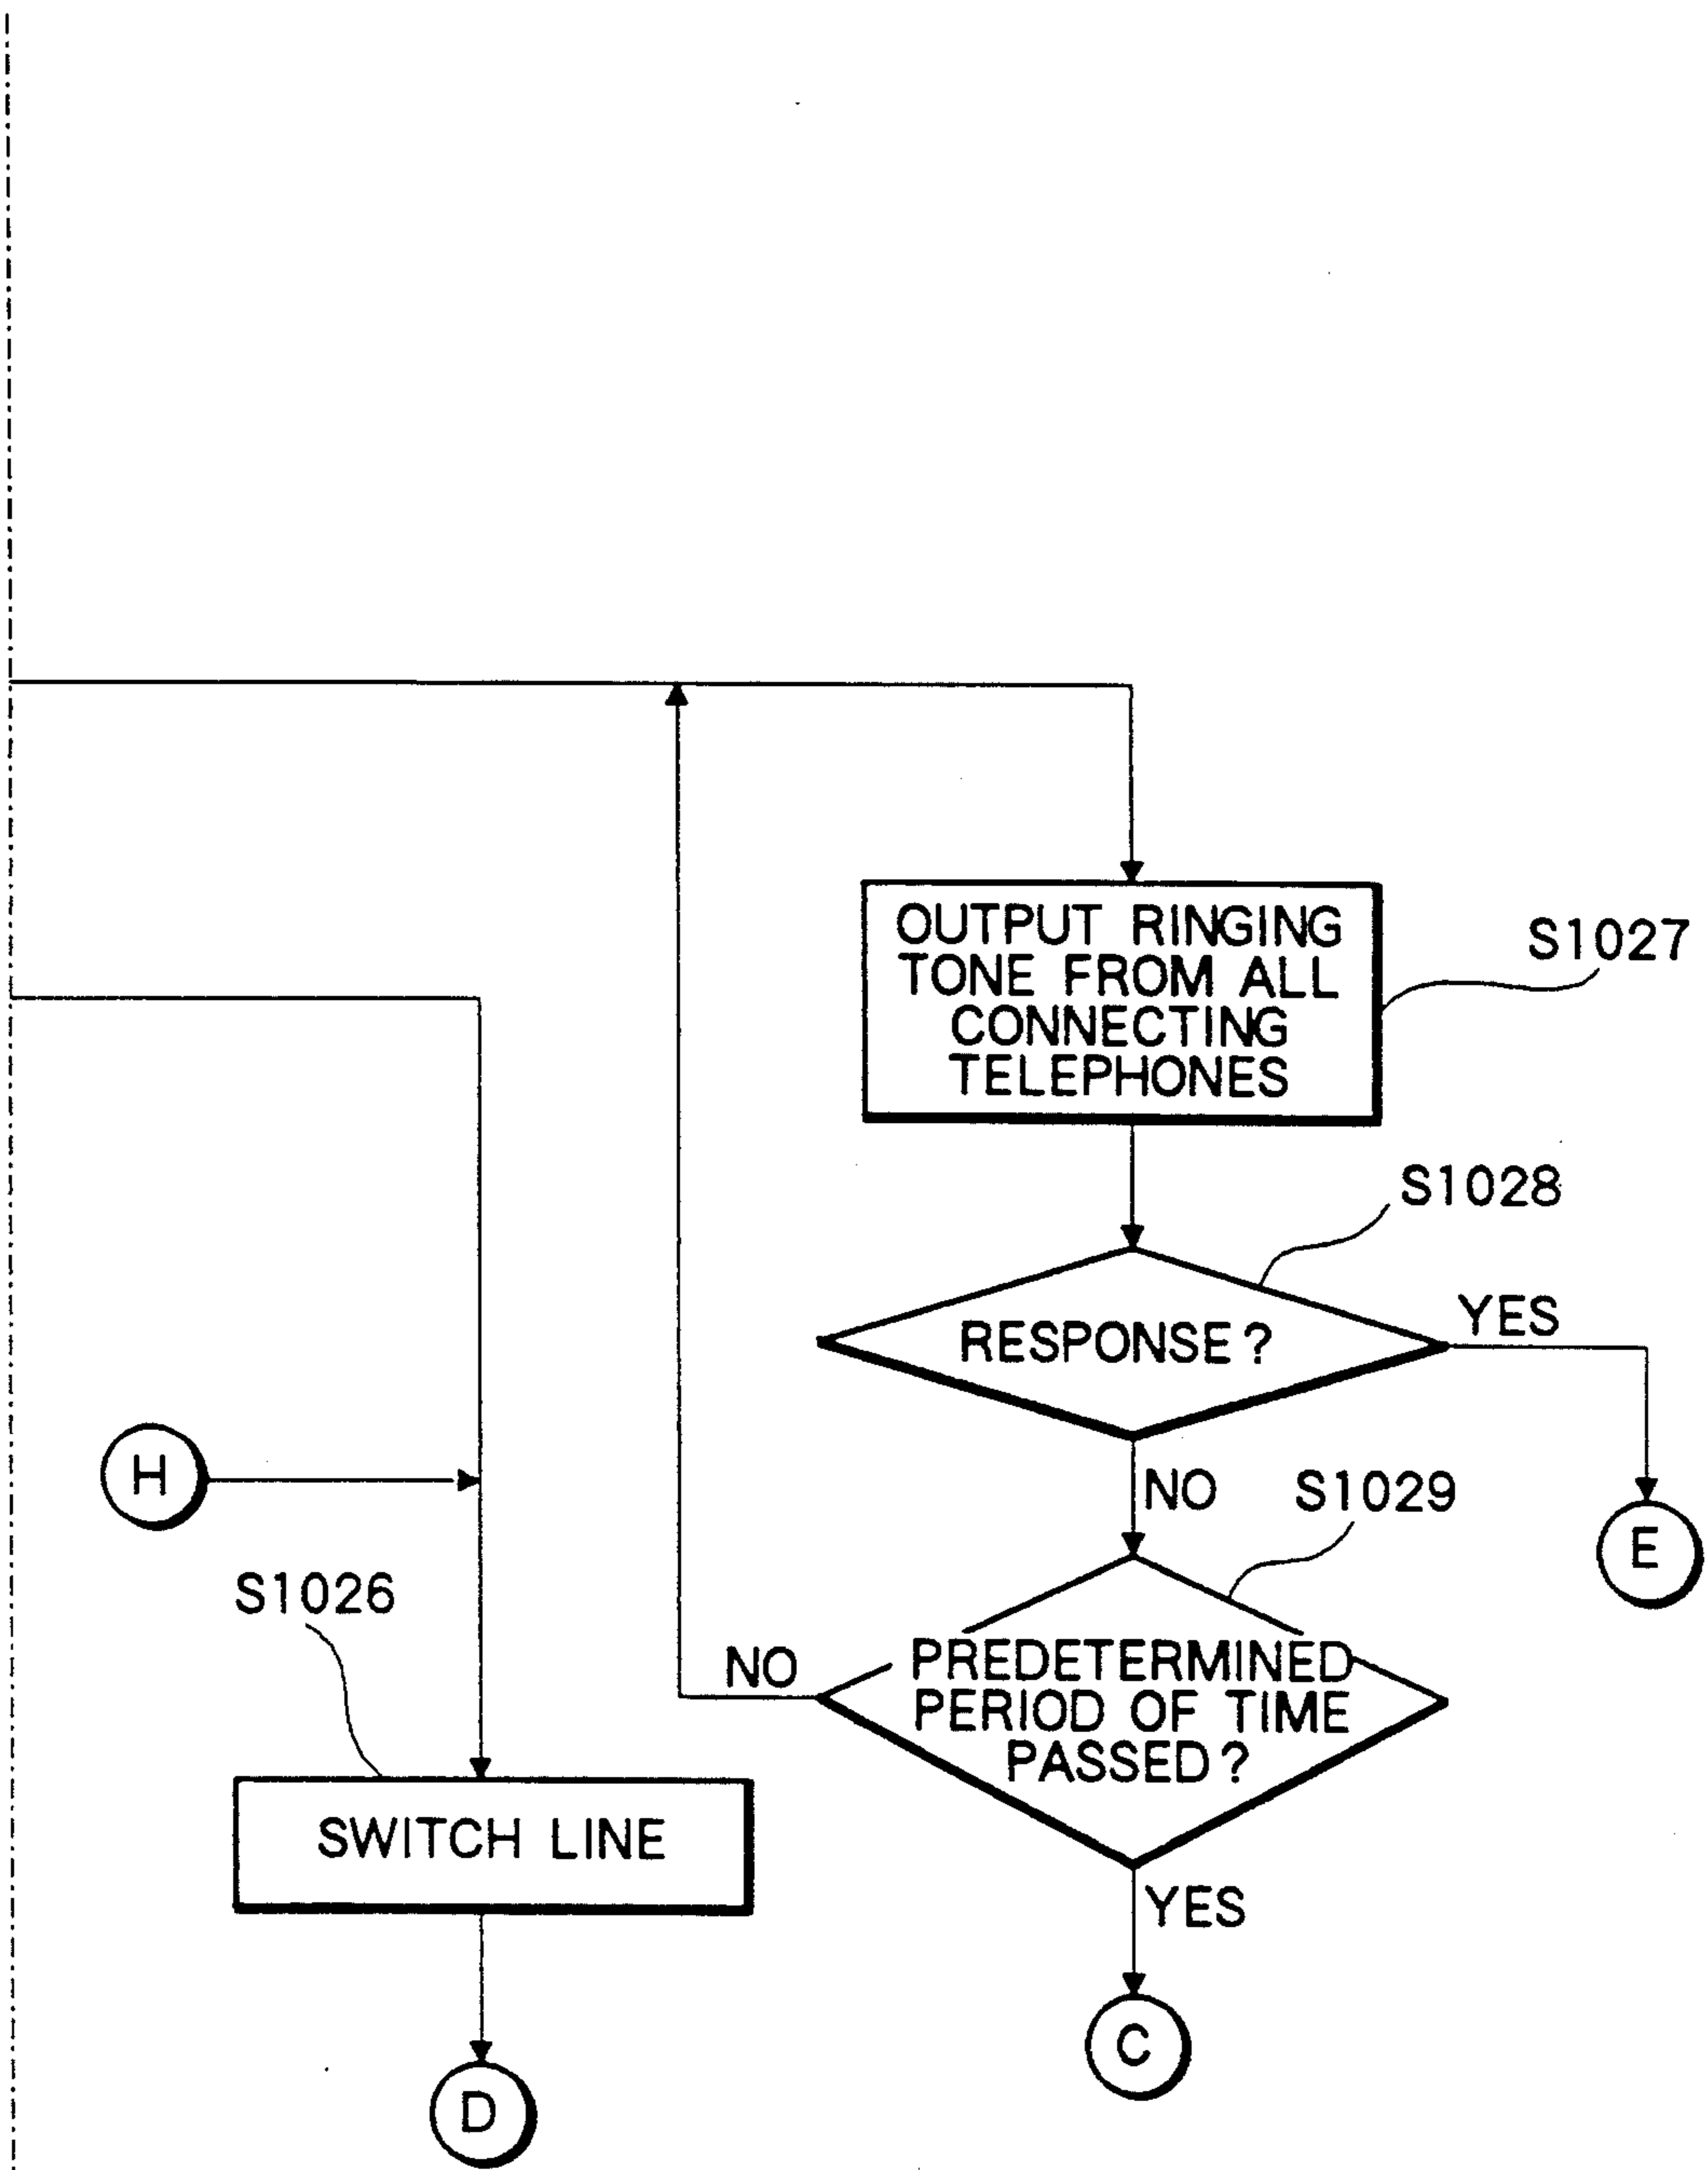 OUTPUT RINGING
TONE FROM ALL
CONNECTING
TELEPHONES
S1027
S1028
RESPONSE?
YES
H
NO
S1029
E
S1026
NO
PREDETERMINED
PERIOD OF TIME
PASSED?
SWITCH LINE
YES
C
D